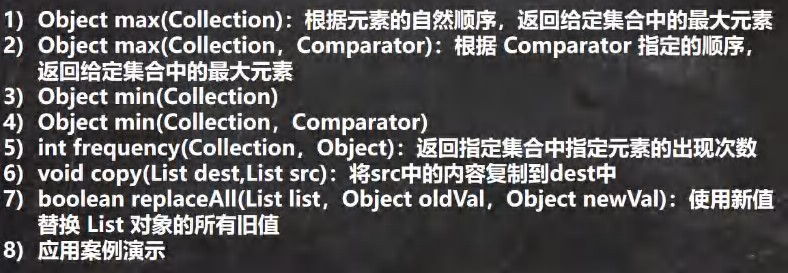 1) Object max(Collection)：根据元素的自然顺序，返回给定集合中的最大元素
2) Object max(Collection，Comparator)：根据 Comparator 指定的顺序，
返回给定集合中的最大元素
3) Object min(Collection)
4) Object min(Collection，Comparator)
5) int frequency(Collection，Object)：返回指定集合中指定元素的出现次数
6) void copy(List dest,List src)：将src中的内容复制到dest中
7) boolean replaceAll(List list，Object oldVal，Object newVal)：使用新值
替换 List 对象的所有旧值
8) 应用案例演示